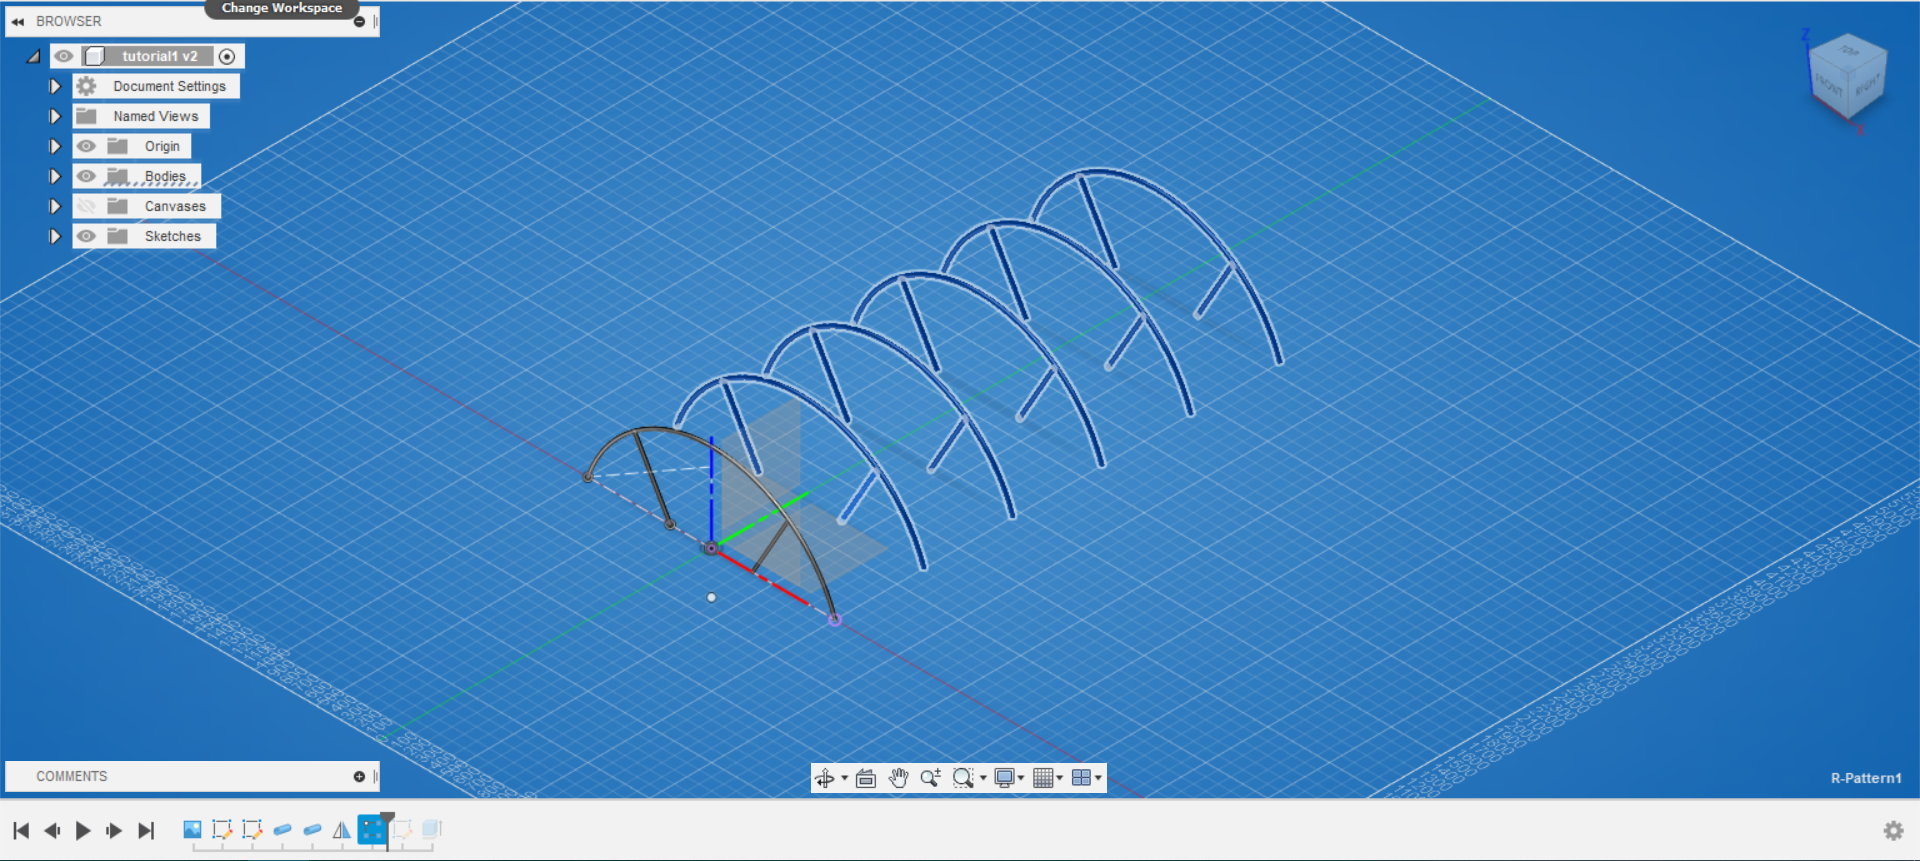 Change Workspace
BROWSER
tutorial1 v2
Document Settings
Named Views
Origin
Bodies
Canvases
Sketches
Z
TOP
FRONT
RIGHT
X
COMMENTS
R-Pattern1